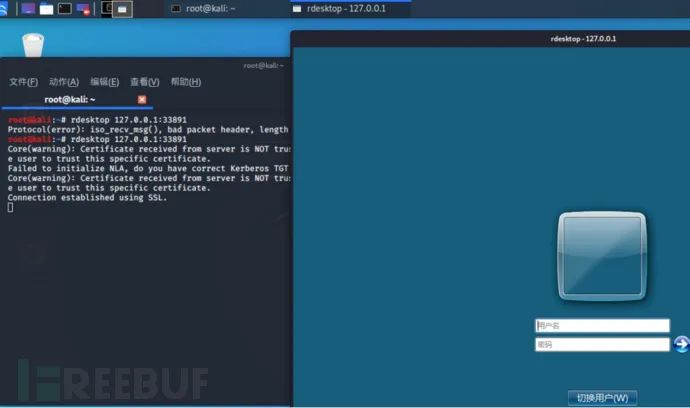 root@kali: ~
rdesktop - 127.0.0.1
rdesktop - 127.0.0.1
root@kali: ~
文件(F) 动作(A) 编辑(E) 查看(V) 帮助(H)
root@kali: ~
root@kali:~# rdesktop 127.0.0.1:33891
Protocol(error): iso_recv_msg(), bad packet header, length
root@kali:~# rdesktop 127.0.0.1:33891
Core(warning): Certificate received from server is NOT trus
e user to trust this specific certificate.
Failed to initialize NLA, do you have correct Kerberos TGT
Core(warning): Certificate received from server is NOT trus
e user to trust this specific certificate.
Connection established using SSL.
用户名
密码
切换用户(W)
FREEBUF